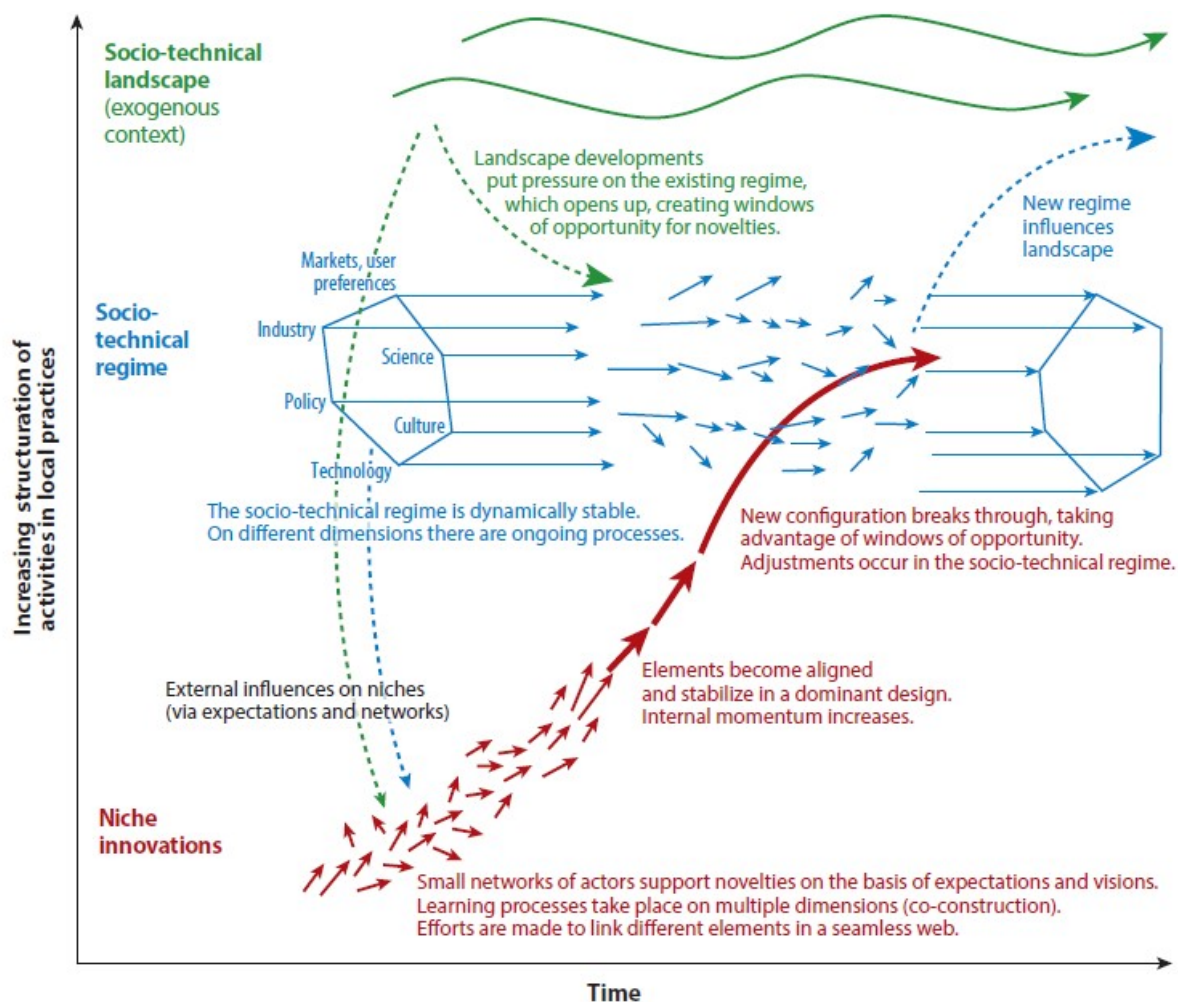 Socio-technical
landscape
(exogenous
context)
Landscape developments
put pressure on the existing regime,
which opens up, creating windows
of opportunity for novelties.
New regime
influences
landscape
Markets, user
preferences
Socio-
technical
regime
Industry
Science
Policy
Culture
Technology
The socio-technical regime is dynamically stable.
On different dimensions there are ongoing processes.
New configuration breaks through, taking
advantage of windows of opportunity.
Adjustments occur in the socio-technical regime.
Increasing structuration of
activities in local practices
External influences on niches
(via expectations and networks)
Elements become aligned
and stabilize in a dominant design.
Internal momentum increases.
Niche
innovations
Small networks of actors support novelties on the basis of expectations and visions.
Learning processes take place on multiple dimensions (co-construction).
Efforts are made to link different elements in a seamless web.
Time